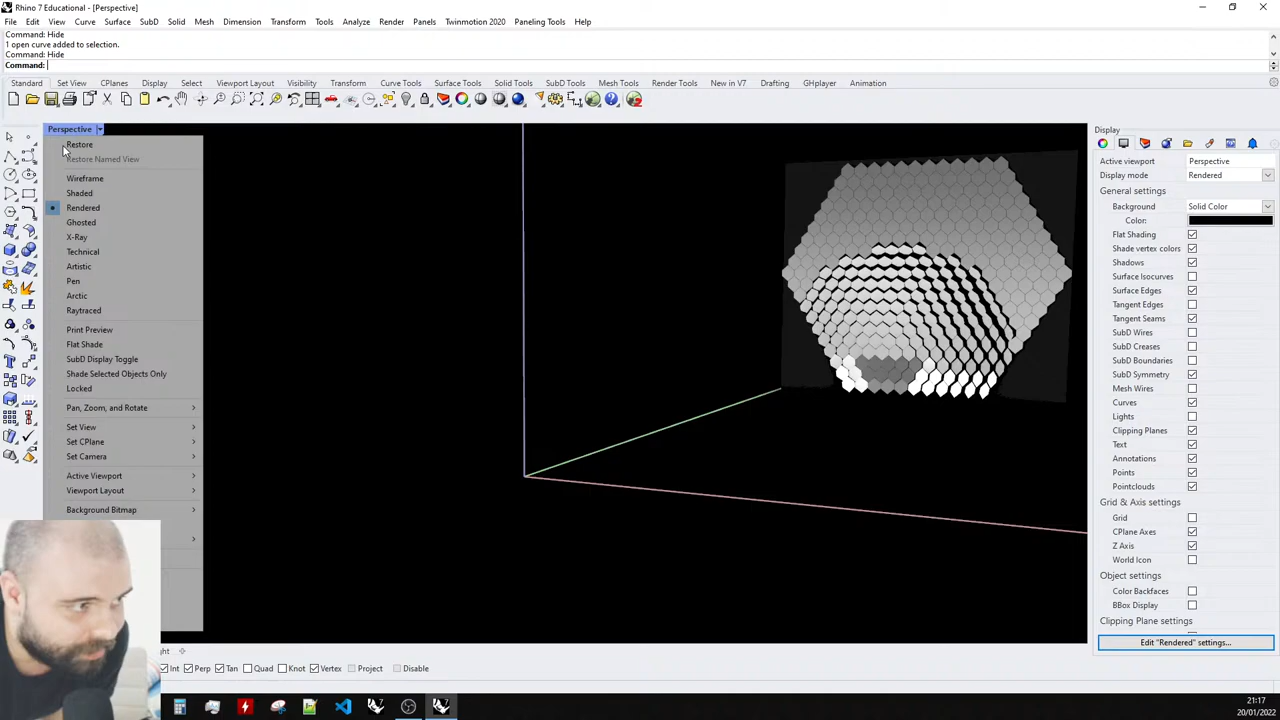 Rhino 7 Educational - [Perspective]
File Edit View Curve Surface SubD Solid Mesh Dimension Transform Tools Analyze Render Panels Twinmotion 2020 Paneling Tools Help
Command: Hide
1 open curve added to selection.
Command: Hide
Command:
Standard Set View CPlanes Display Select Viewport Layout Visibility Transform Curve Tools Surface Tools Solid Tools SubD Tools Mesh Tools Render Tools New in V7 Drafting GHplayer Animation
Perspective
Restore
Restore Named View
Wireframe
Shaded
Rendered
Ghosted
X-Ray
Technical
Artistic
Pen
Arctic
Raytraced
Print Preview
Flat Shade
SubD Display Toggle
Shade Selected Objects Only
Locked
Pan, Zoom, and Rotate
Set View
Set CPlane
Set Camera
Active Viewport
Viewport Layout
Background Bitmap
Display
Active viewport Perspective
Display mode Rendered
General settings
Background Solid Color
Color:
Flat Shading
Shade vertex colors
Shadows
Surface Isocurves
Surface Edges
Tangent Edges
Tangent Seams
SubD Wires
SubD Creases
SubD Boundaries
SubD Symmetry
Mesh Wires
Curves
Lights
Clipping Planes
Text
Annotations
Points
Pointclouds
Grid & Axis settings
Grid
CPlane Axes
Z Axis
World Icon
Object settings
Color Backfaces
BBox Display
Clipping Plane settings
Edit "Rendered" settings...
ght
Int Perp Tan Quad Knot Vertex Project Disable
21:17
20/01/2022